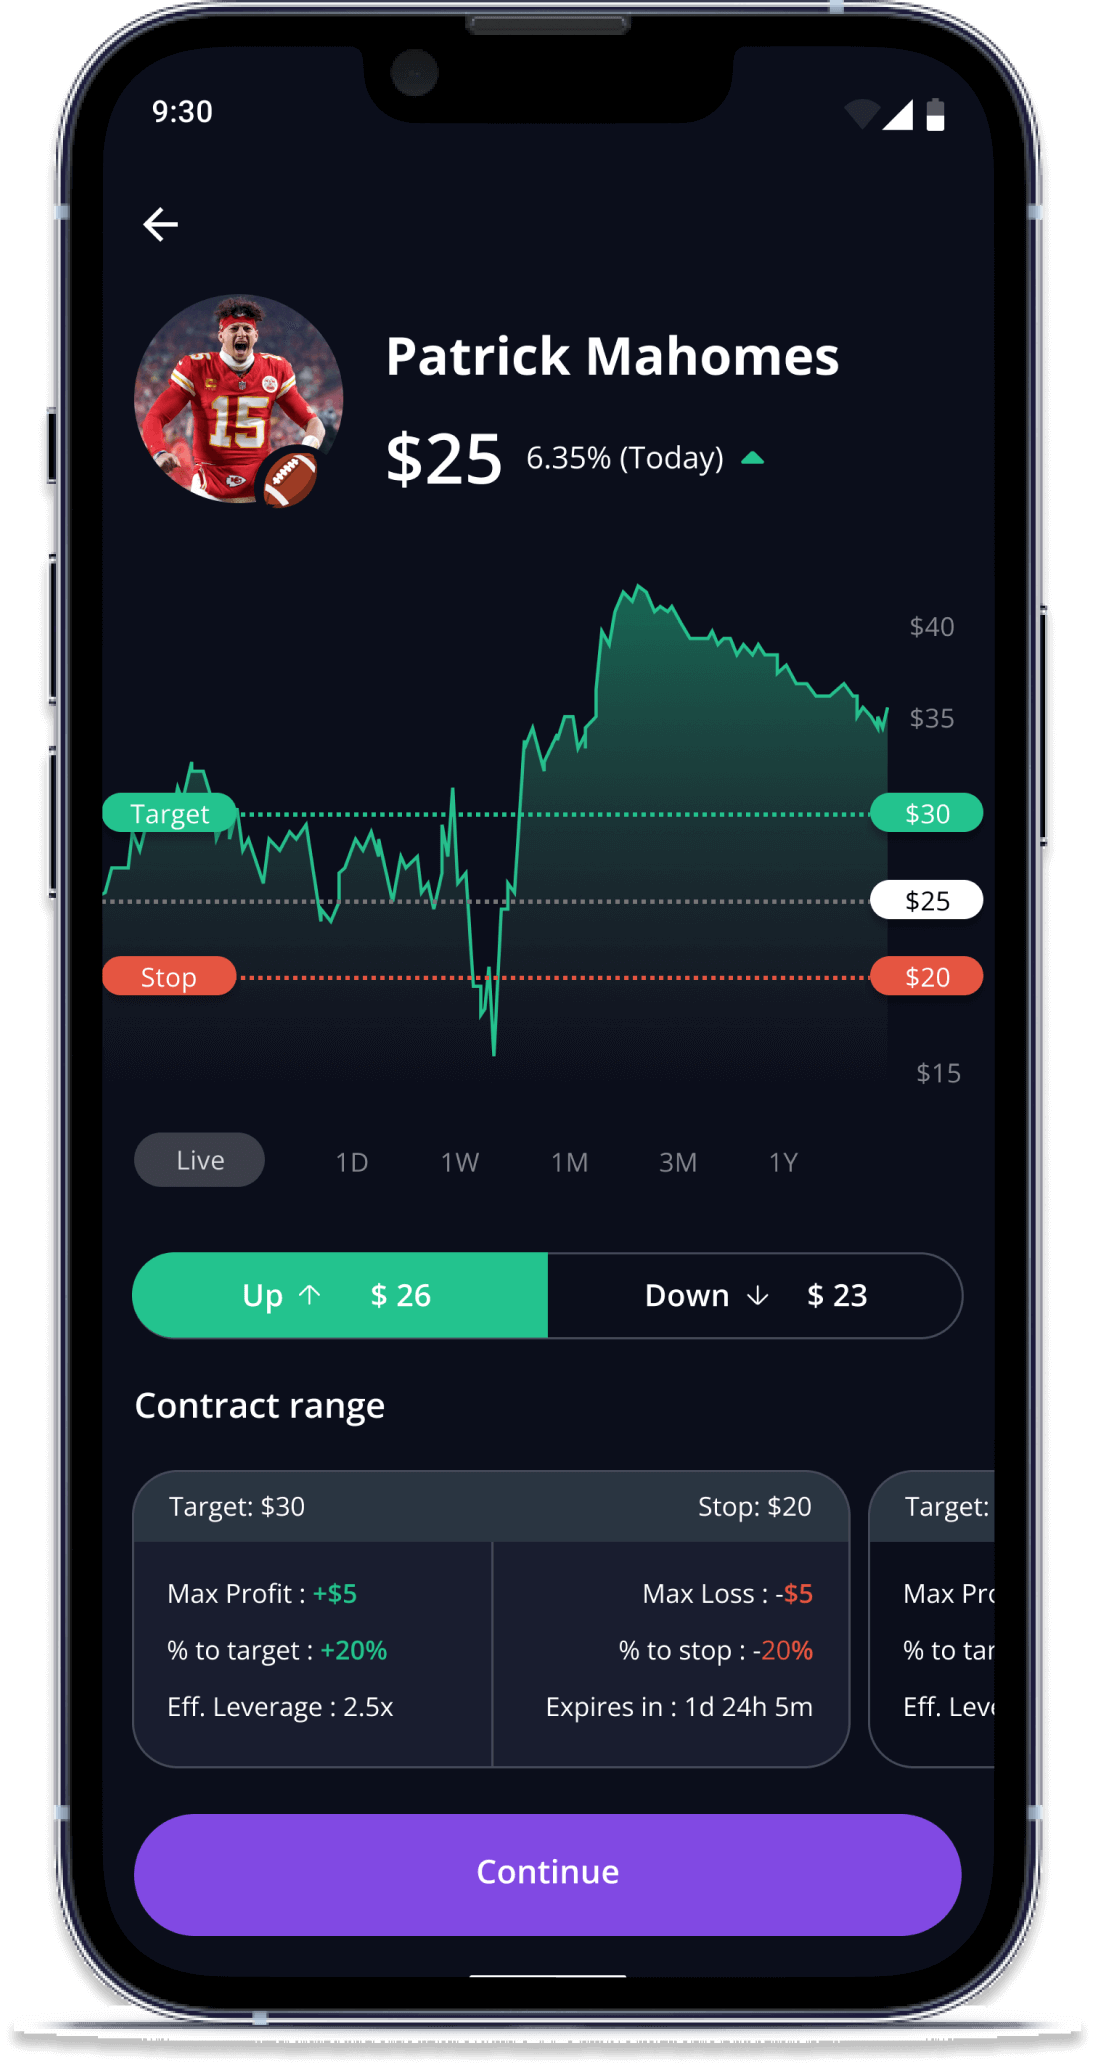 9:30
Patrick Mahomes
$25 6.35% (Today)
$40
$35
Target $30
$25
Stop $20
$15
Live 1D 1W 1M 3M 1Y
Up ↑ $ 26 Down ↓ $ 23
Contract range
Target: $30 Stop: $20 Target:
Max Profit : +$5 Max Loss : -$5 Max Pro
% to target : +20% % to stop : -20% % to tar
Eff. Leverage : 2.5x Expires in : 1d 24h 5m Eff. Leve
Continue
15